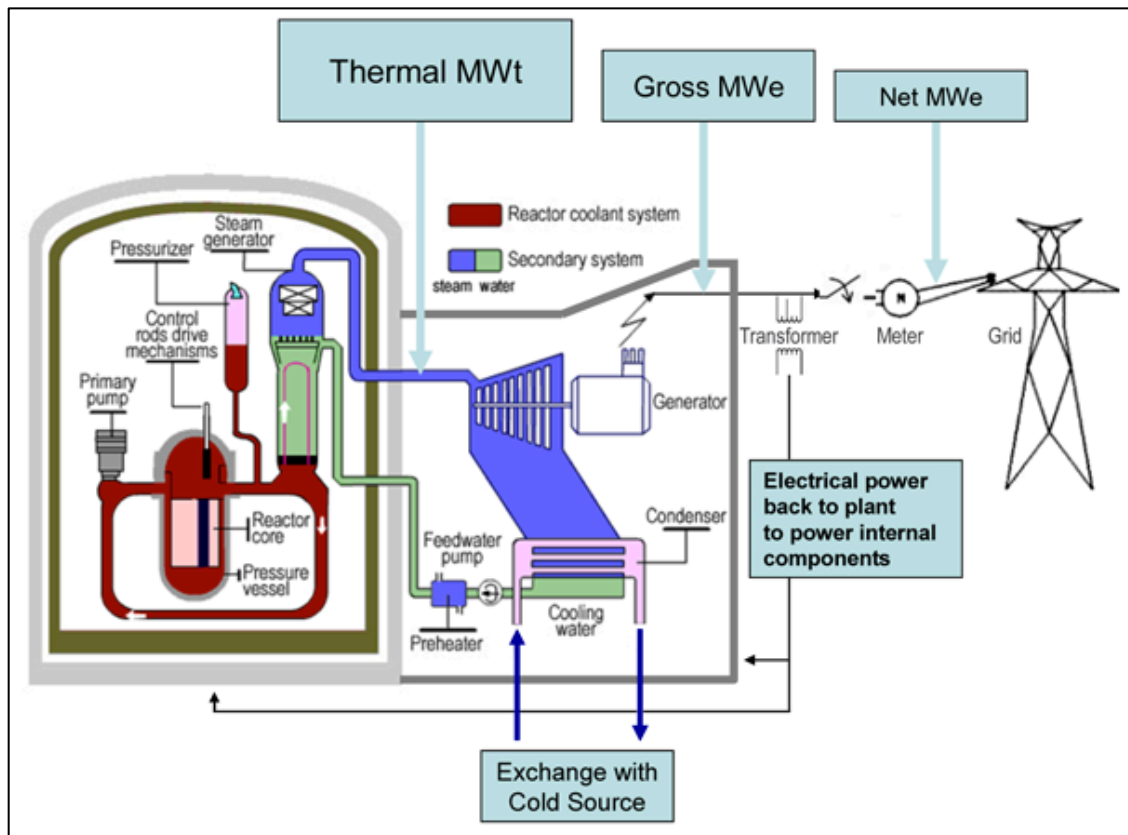 Thermal MWt
Gross MWe
Net MWe
Reactor coolant system
Secondary system
steam water
Steam
generator
Pressurizer
Control
rods drive
mechanisms
Primary
pump
Reactor
core
Pressure
vessel
Feedwater
pump
Preheater
Condenser
Cooling
water
Generator
Transformer
Meter
Grid
Electrical power
back to plant
to power internal
components
Exchange with
Cold Source